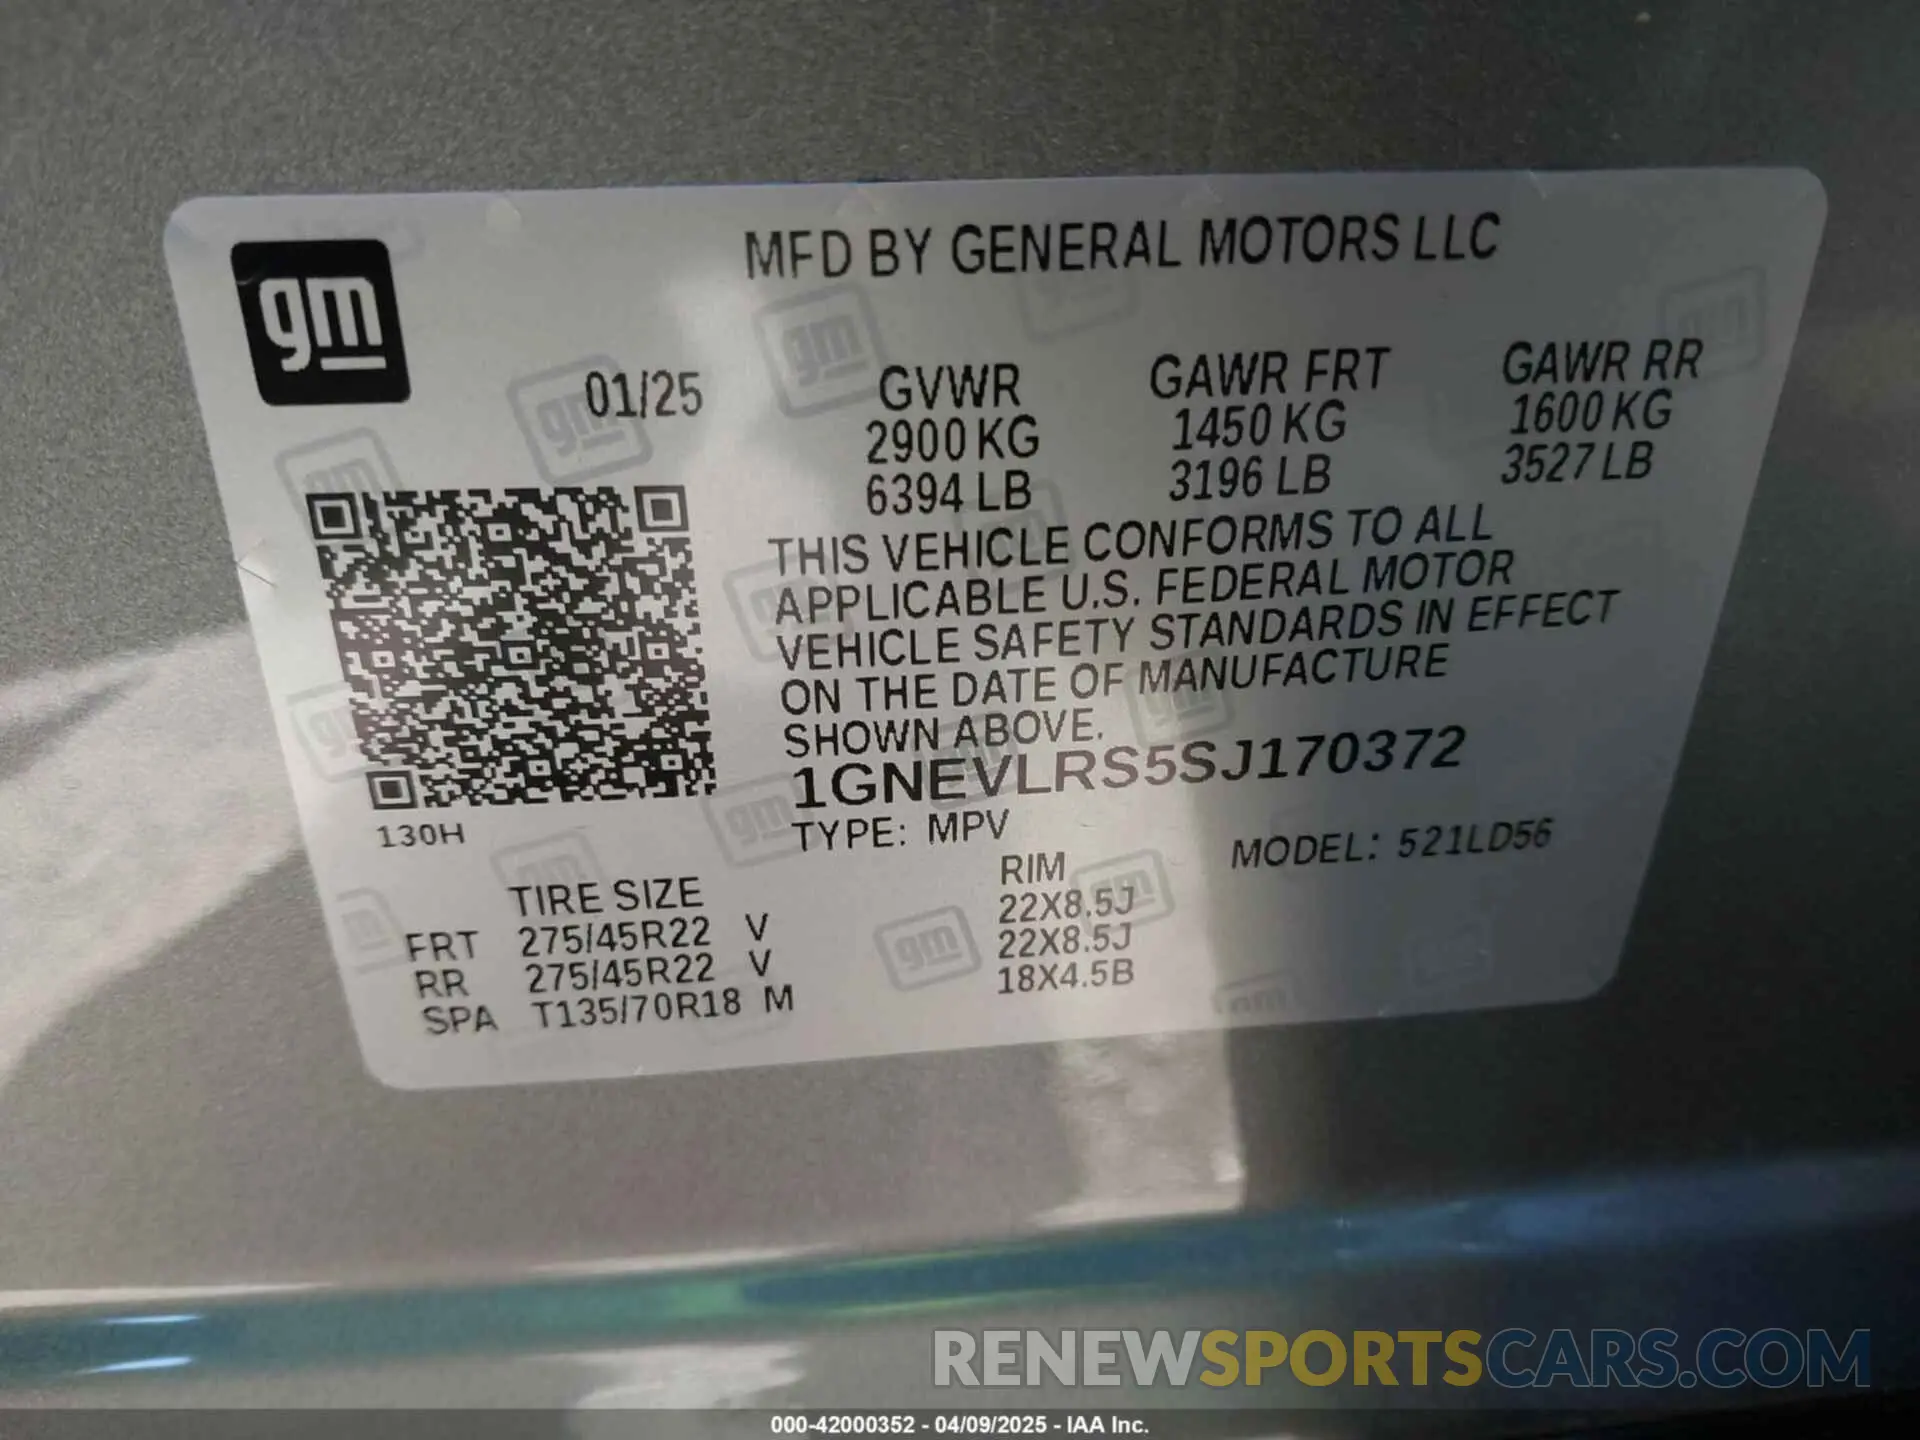 gm
MFD BY GENERAL MOTORS LLC
01/25
GVWR GAWR FRT GAWR RR
2900 KG 1450 KG 1600 KG
6394 LB 3196 LB 3527 LB
THIS VEHICLE CONFORMS TO ALL
APPLICABLE U.S. FEDERAL MOTOR
VEHICLE SAFETY STANDARDS IN EFFECT
ON THE DATE OF MANUFACTURE
SHOWN ABOVE.
1GNEVLRS5SJ170372
130H
TYPE: MPV MODEL: 521LD56
TIRE SIZE RIM
FRT 275/45R22 V 22X8.5J
RR 275/45R22 V 22X8.5J
SPA T135/70R18 M 18X4.5B
RENEWSPORTSCARS.COM
000-42000352 - 04/09/2025 - IAA Inc.